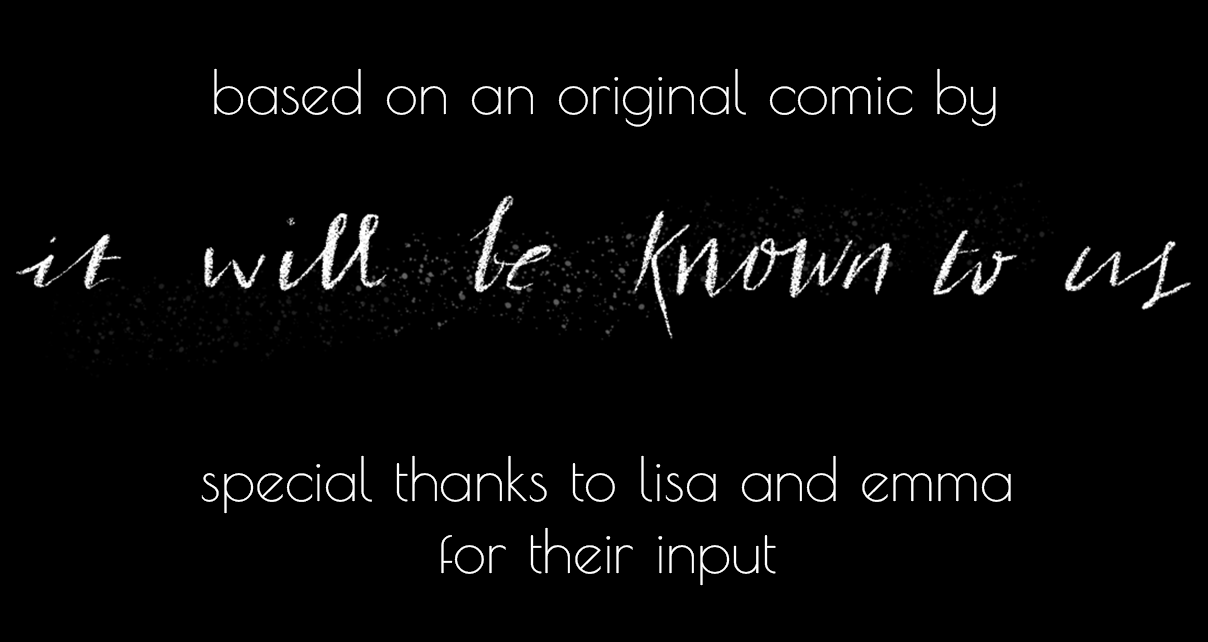 based on an original comic by
it will be known to us
special thanks to lisa and emma
for their input